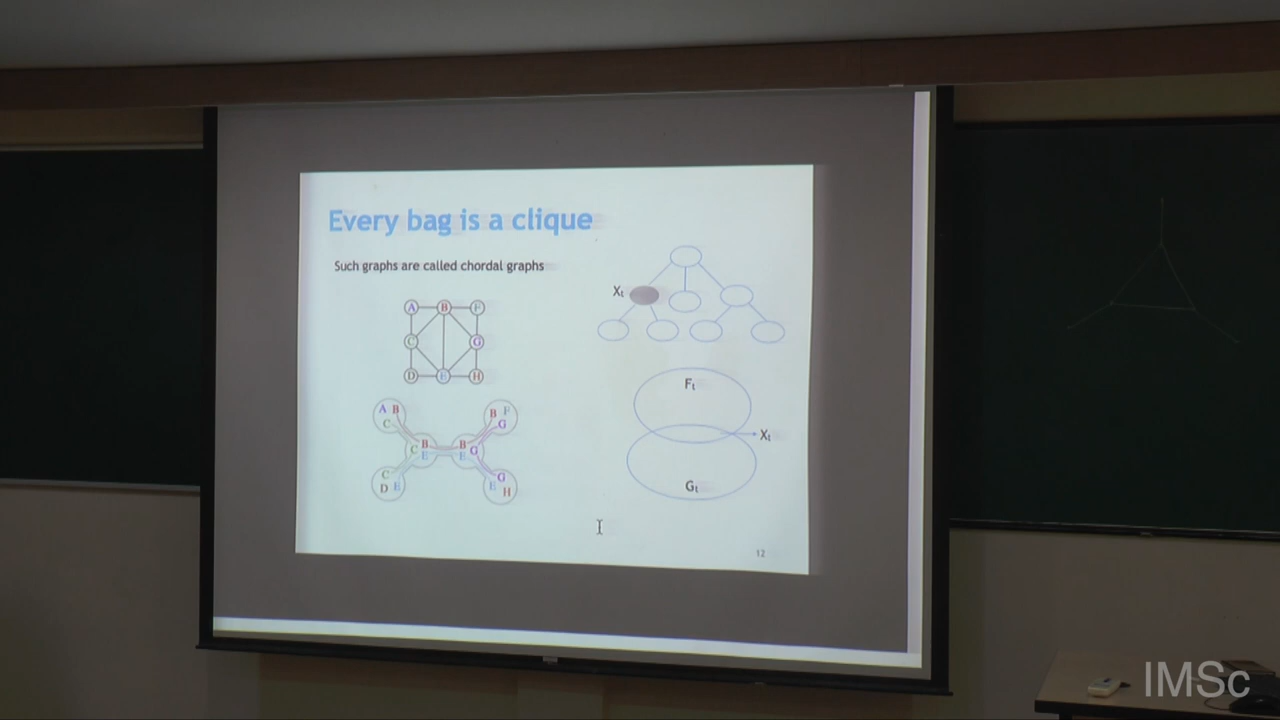 Every bag is a clique
Such graphs are called chordal graphs
A B F
C G
D E H
A B
C
B F
G
B
C E
B
E G
C
D E
G
E H
Xt
Ft
Xt
Gt
12
IMSc